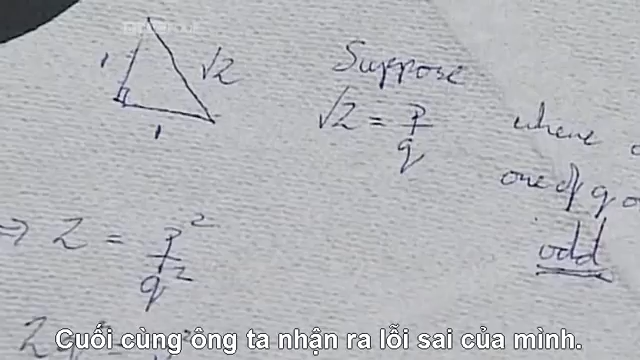 1
√2
1
Suppose
√2 = p/q
where
one of q
odd
⇒ 2 = p²/q²
Cuối cùng ông ta nhận ra lỗi sai của mình.